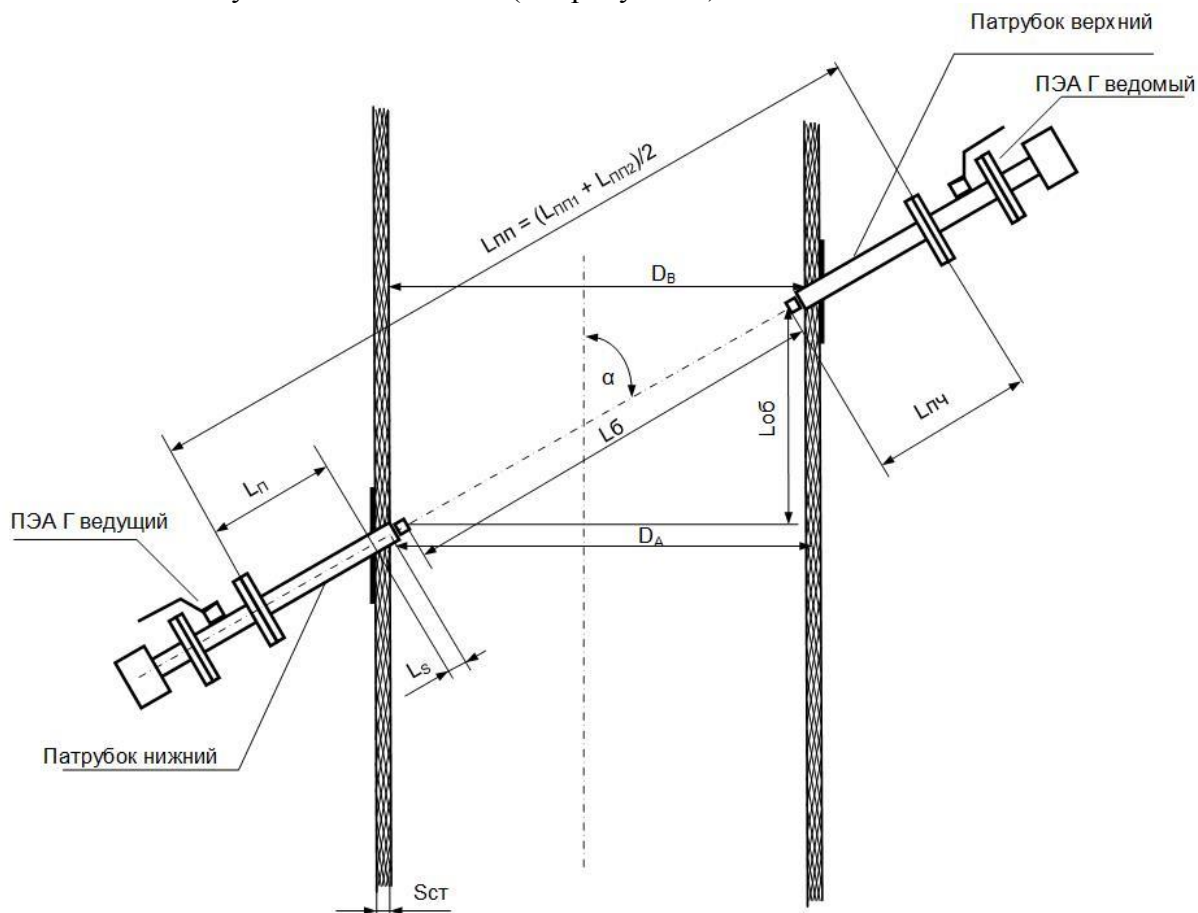 Патрубок верхний
ПЭА Г ведомый
Lпп = (Lпп1 + Lпп2)/2
DВ
α
Lоб
Lб
Lпч
Lп
ПЭА Г ведущий
DА
Ls
Патрубок нижний
Sст